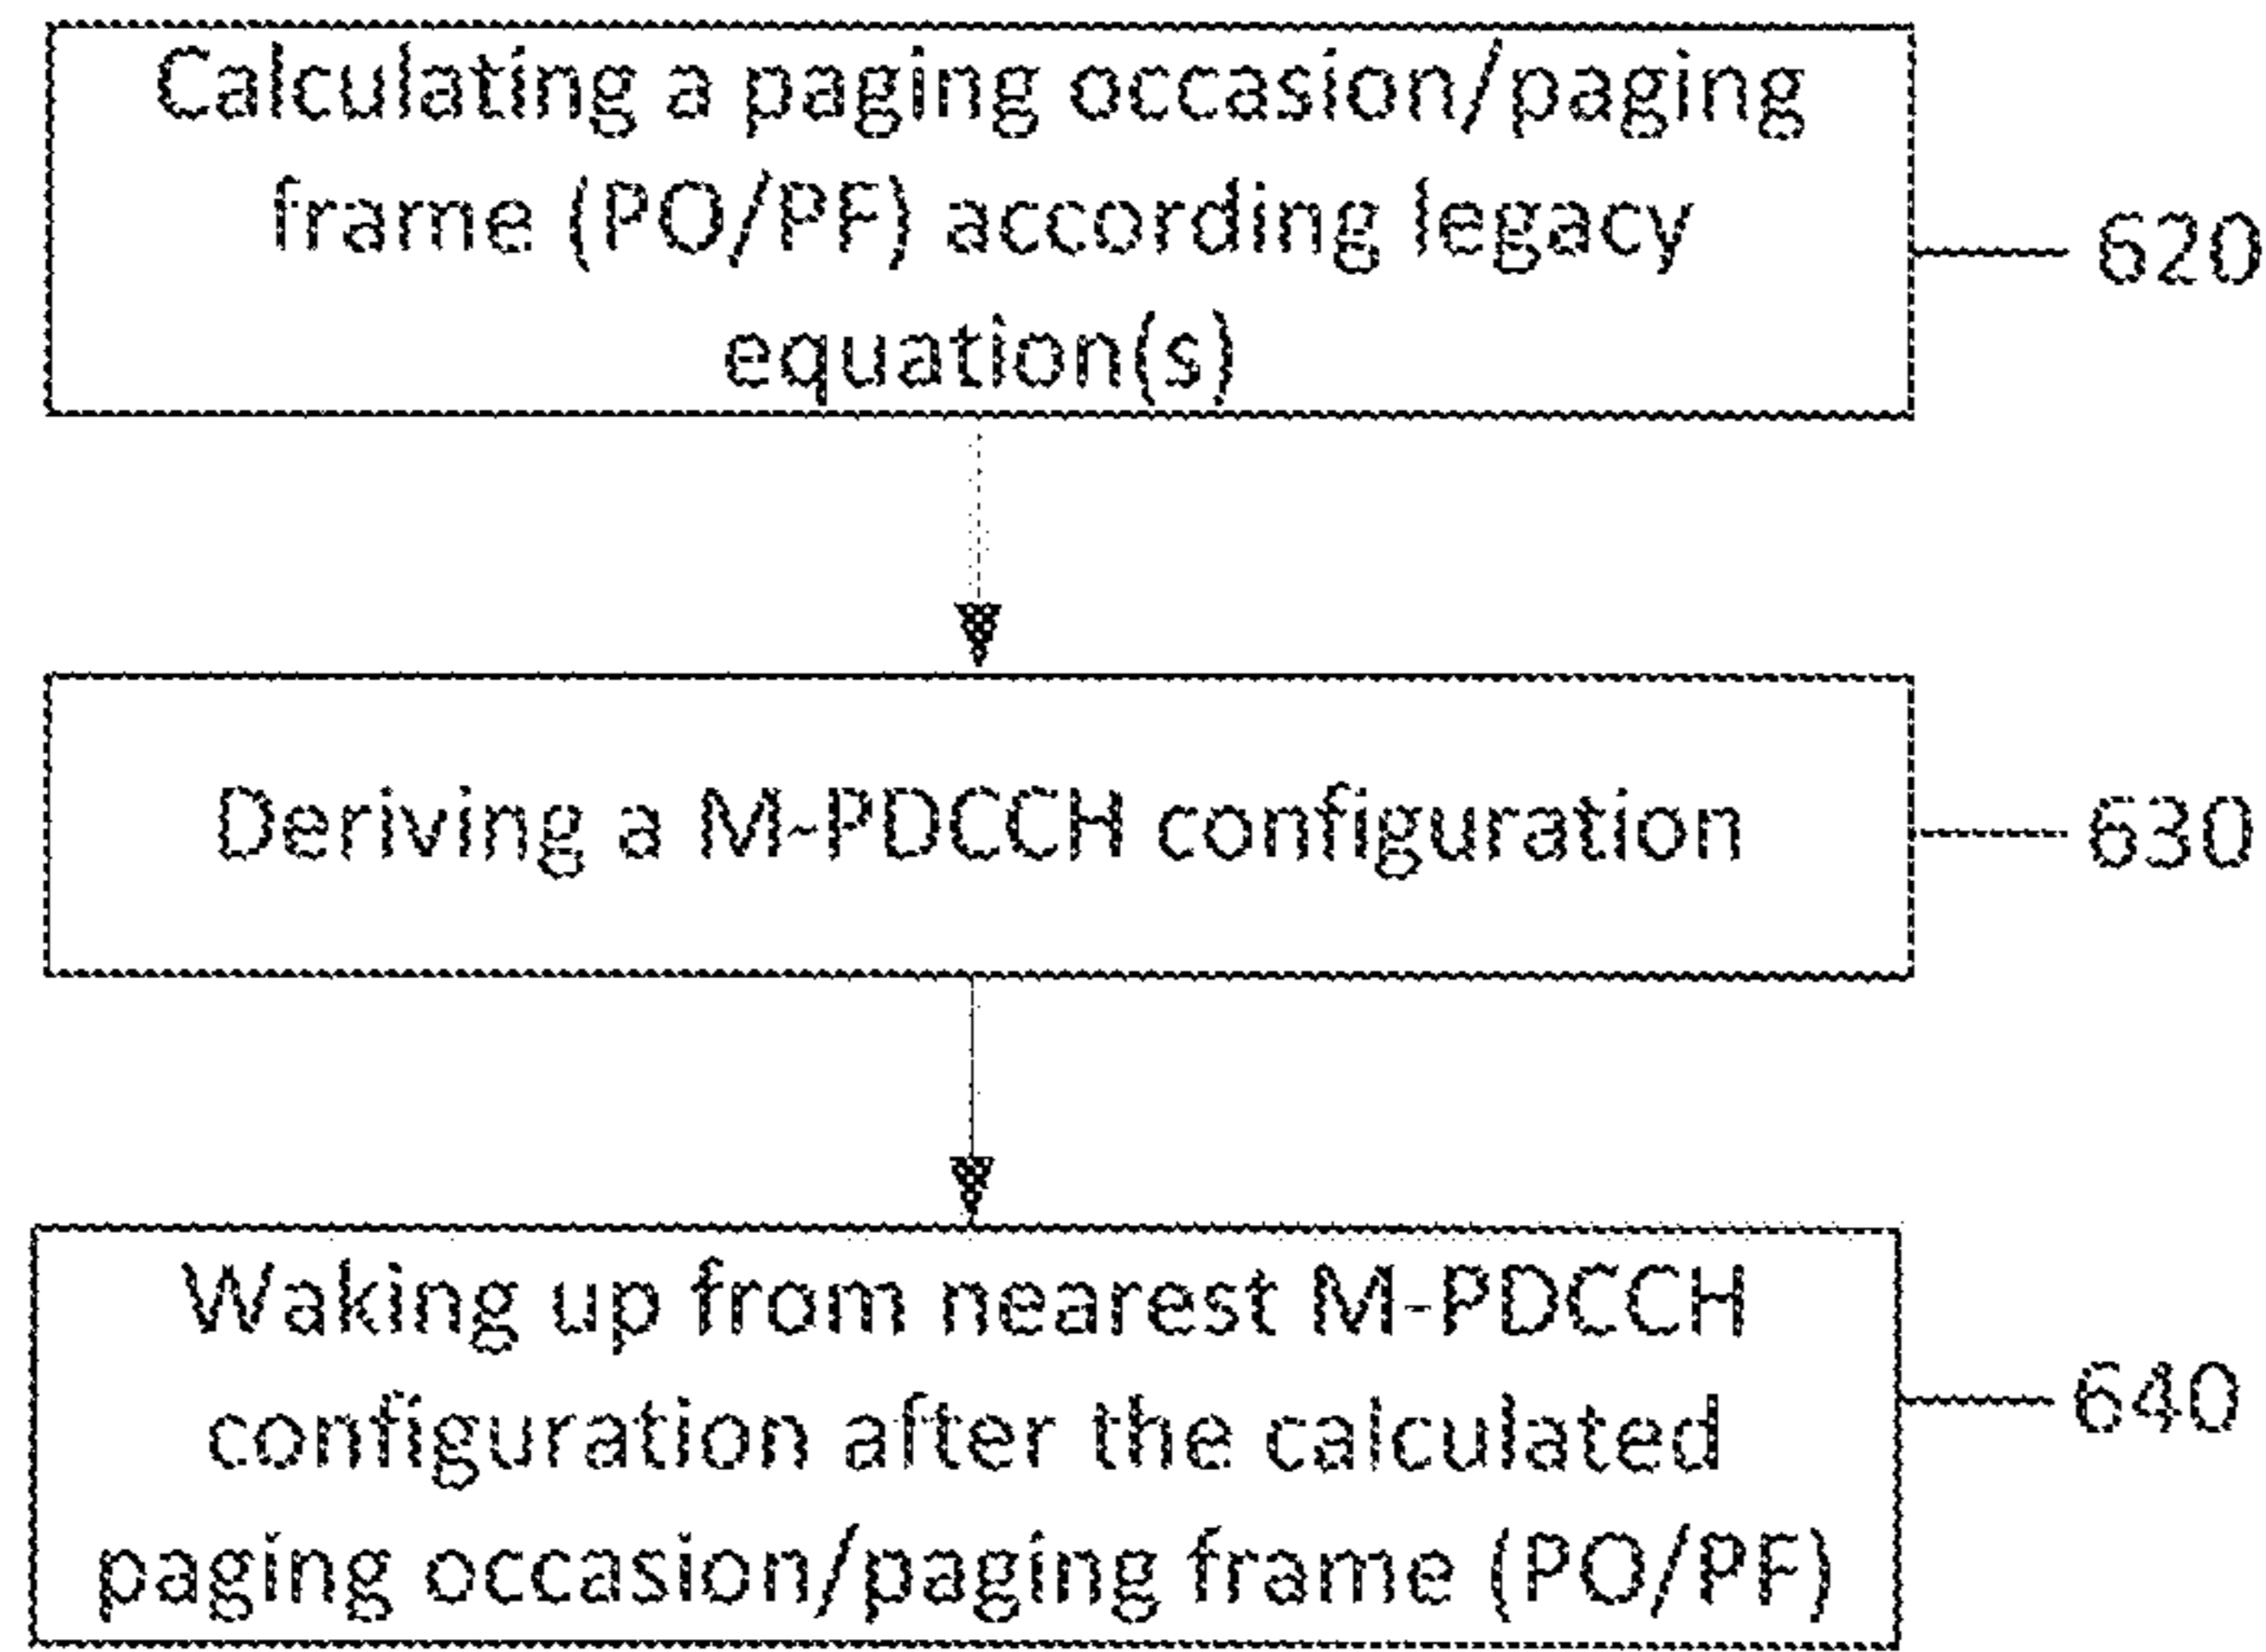 Calculating a paging occasion/paging
frame (PO/PF) according legacy
equation(s)
620
Deriving a M-PDCCH configuration
630
Waking up from nearest M-PDCCH
configuration after the calculated
paging occasion/paging frame (PO/PF)
640